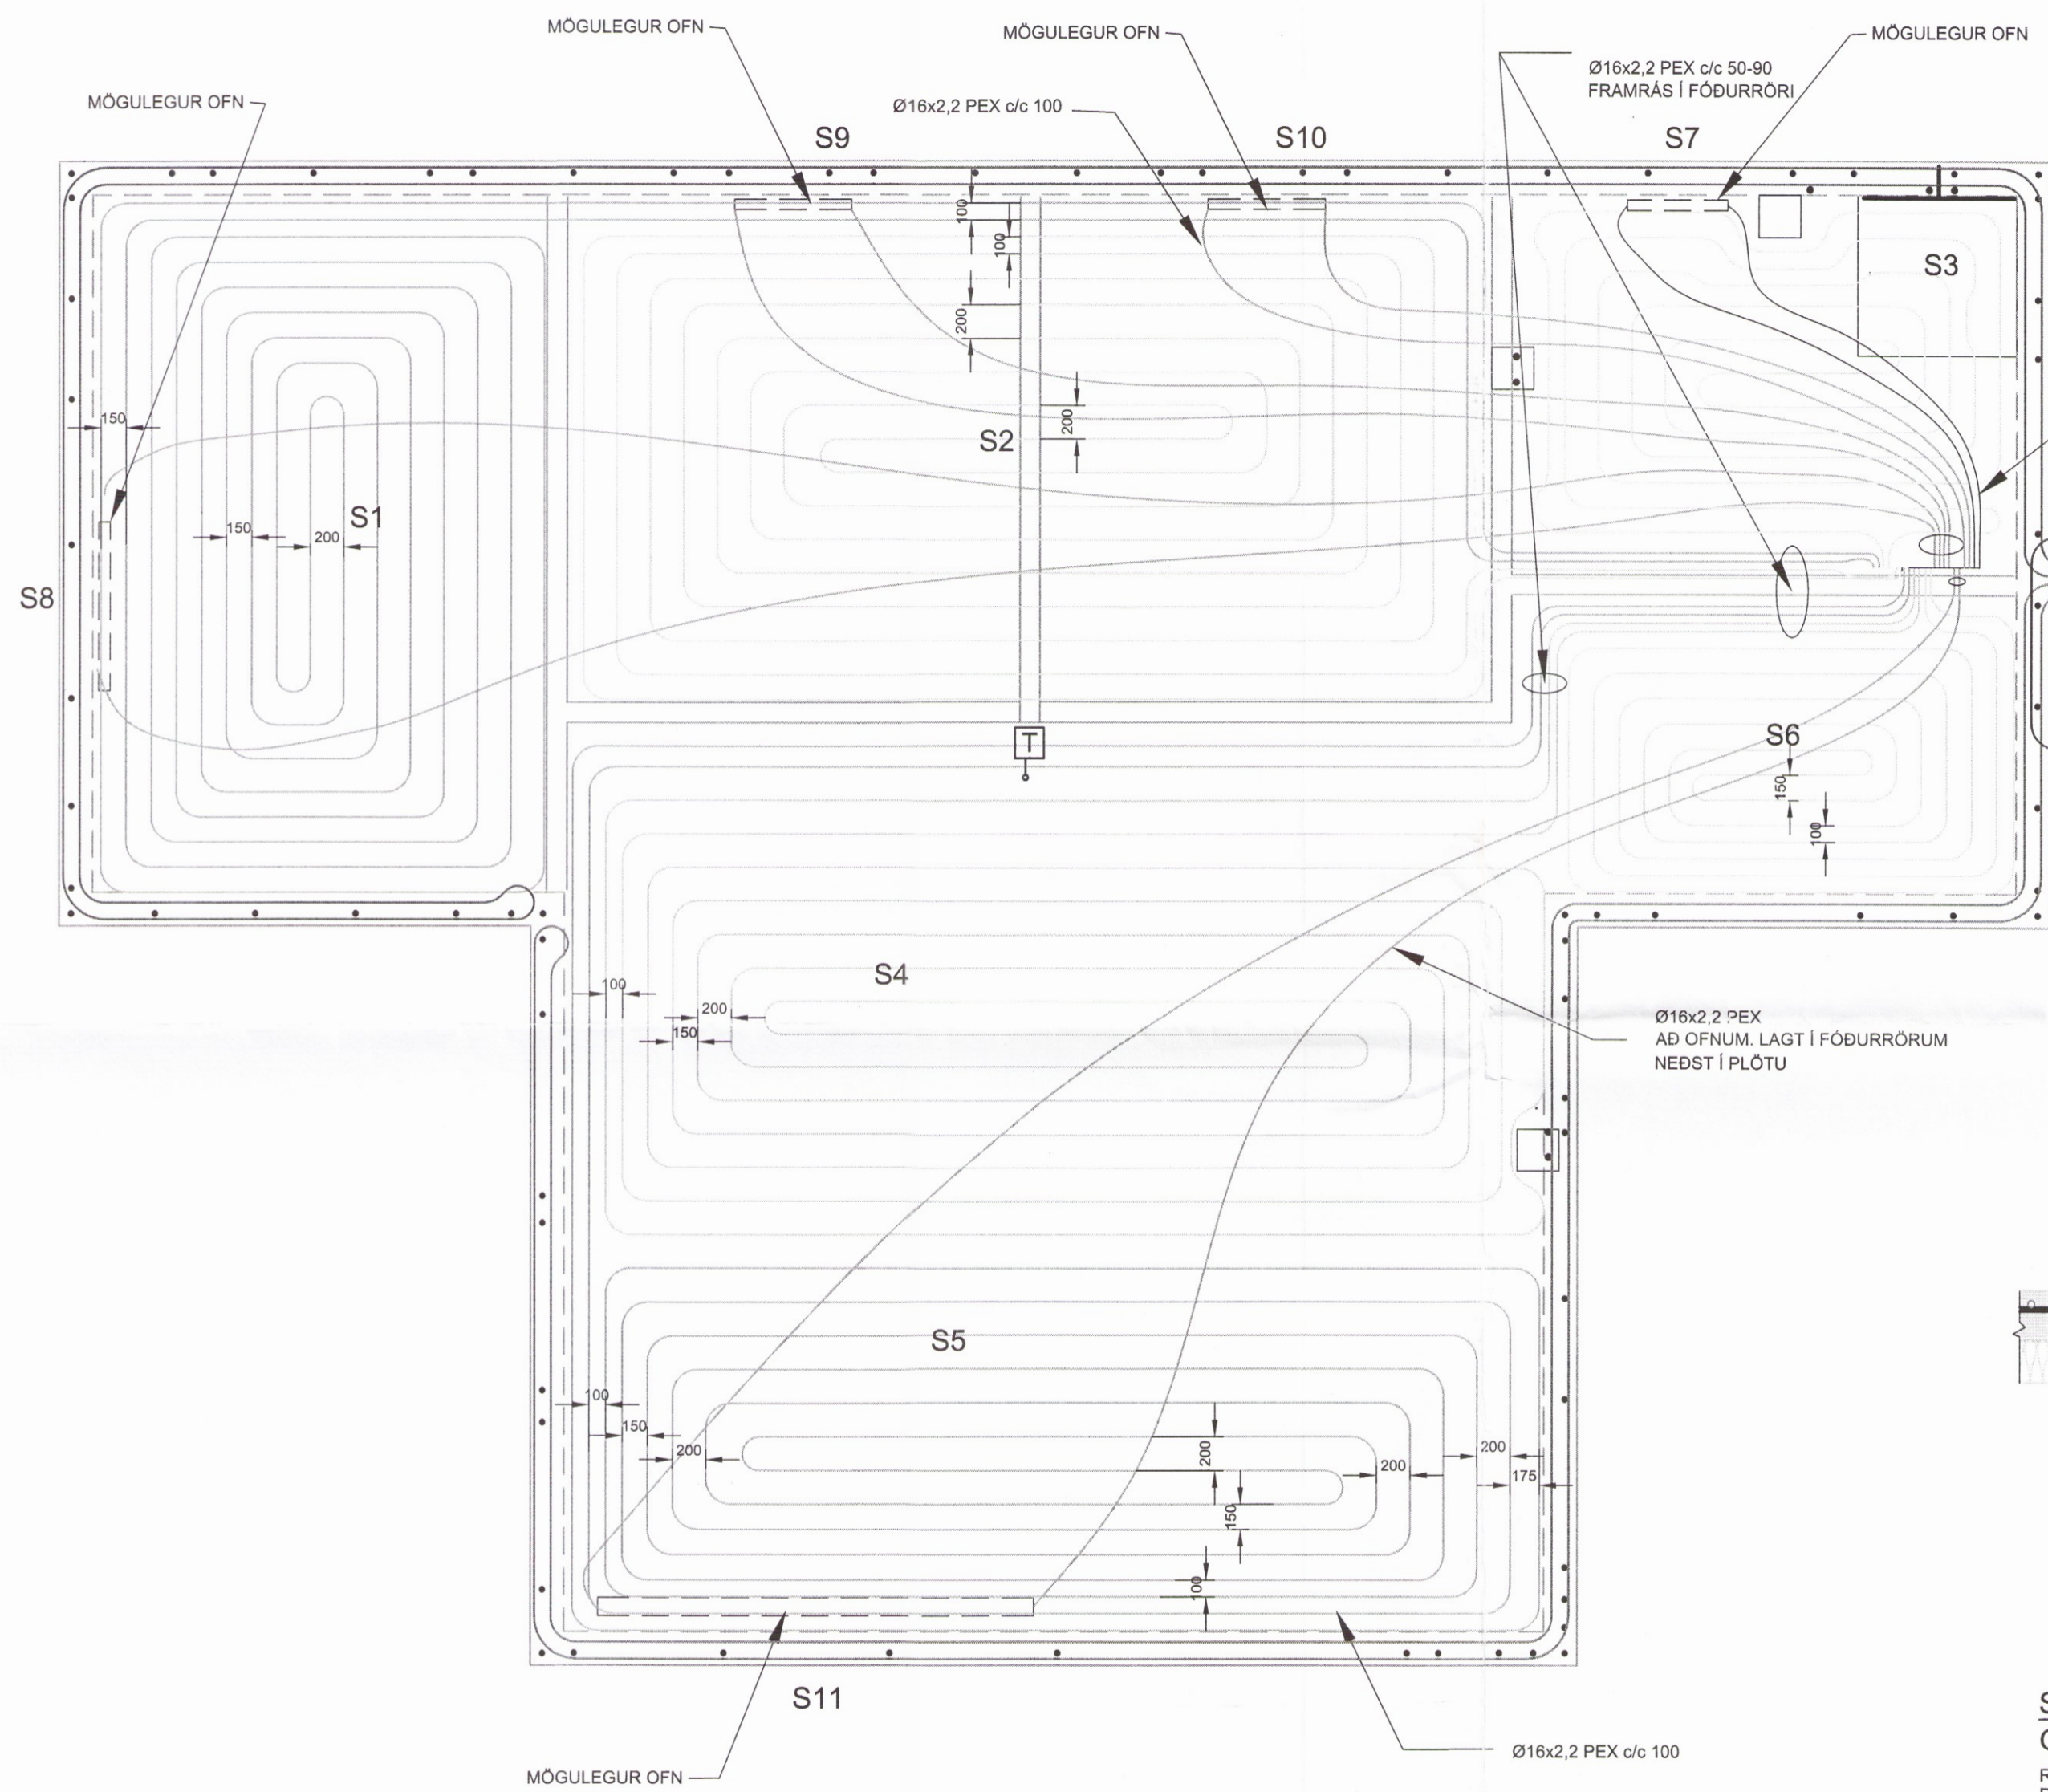 MÖGULEGUR OFN
MÖGULEGUR OFN
MÖGULEGUR OFN
Ø16x2,2 PEX c/c 50-90
FRAMRÁS Í FÓÐURRÖRI
MÖGULEGUR OFN
Ø16x2,2 PEX c/c 100
S9
S10
S7
100
100
S3
200
150
200
S2
S1
150
200
S8
T
S6
150
100
S4
100
200
150
Ø16x2,2 PEX
AÐ OFNUM. LAGT Í FÓÐURRÖRUM
NEÐST Í PLÖTU
S5
100
150
200
200
200
200
175
150
100
S11
Ø16x2,2 PEX c/c 100
MÖGULEGUR OFN